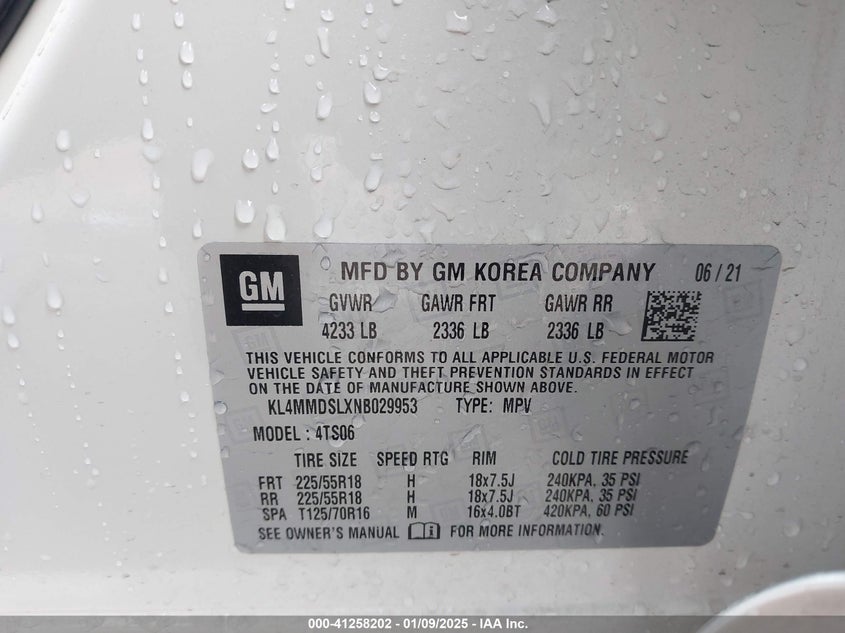 GM
MFD BY GM KOREA COMPANY 06/21
GVWR GAWR FRT GAWR RR
4233 LB 2336 LB 2336 LB
THIS VEHICLE CONFORMS TO ALL APPLICABLE U.S. FEDERAL MOTOR
VEHICLE SAFETY AND THEFT PREVENTION STANDARDS IN EFFECT
ON THE DATE OF MANUFACTURE SHOWN ABOVE.
KL4MMDSLXNB029953 TYPE: MPV
MODEL: 4TS06
TIRE SIZE SPEED RTG RIM COLD TIRE PRESSURE
FRT 225/55R18 H 18x7.5J 240KPA, 35 PSI
RR 225/55R18 H 18x7.5J 240KPA, 35 PSI
SPA T125/70R16 M 16x4.0BT 420KPA, 60 PSI
SEE OWNER'S MANUAL FOR MORE INFORMATION.
000-41258202 - 01/09/2025 - IAA Inc.